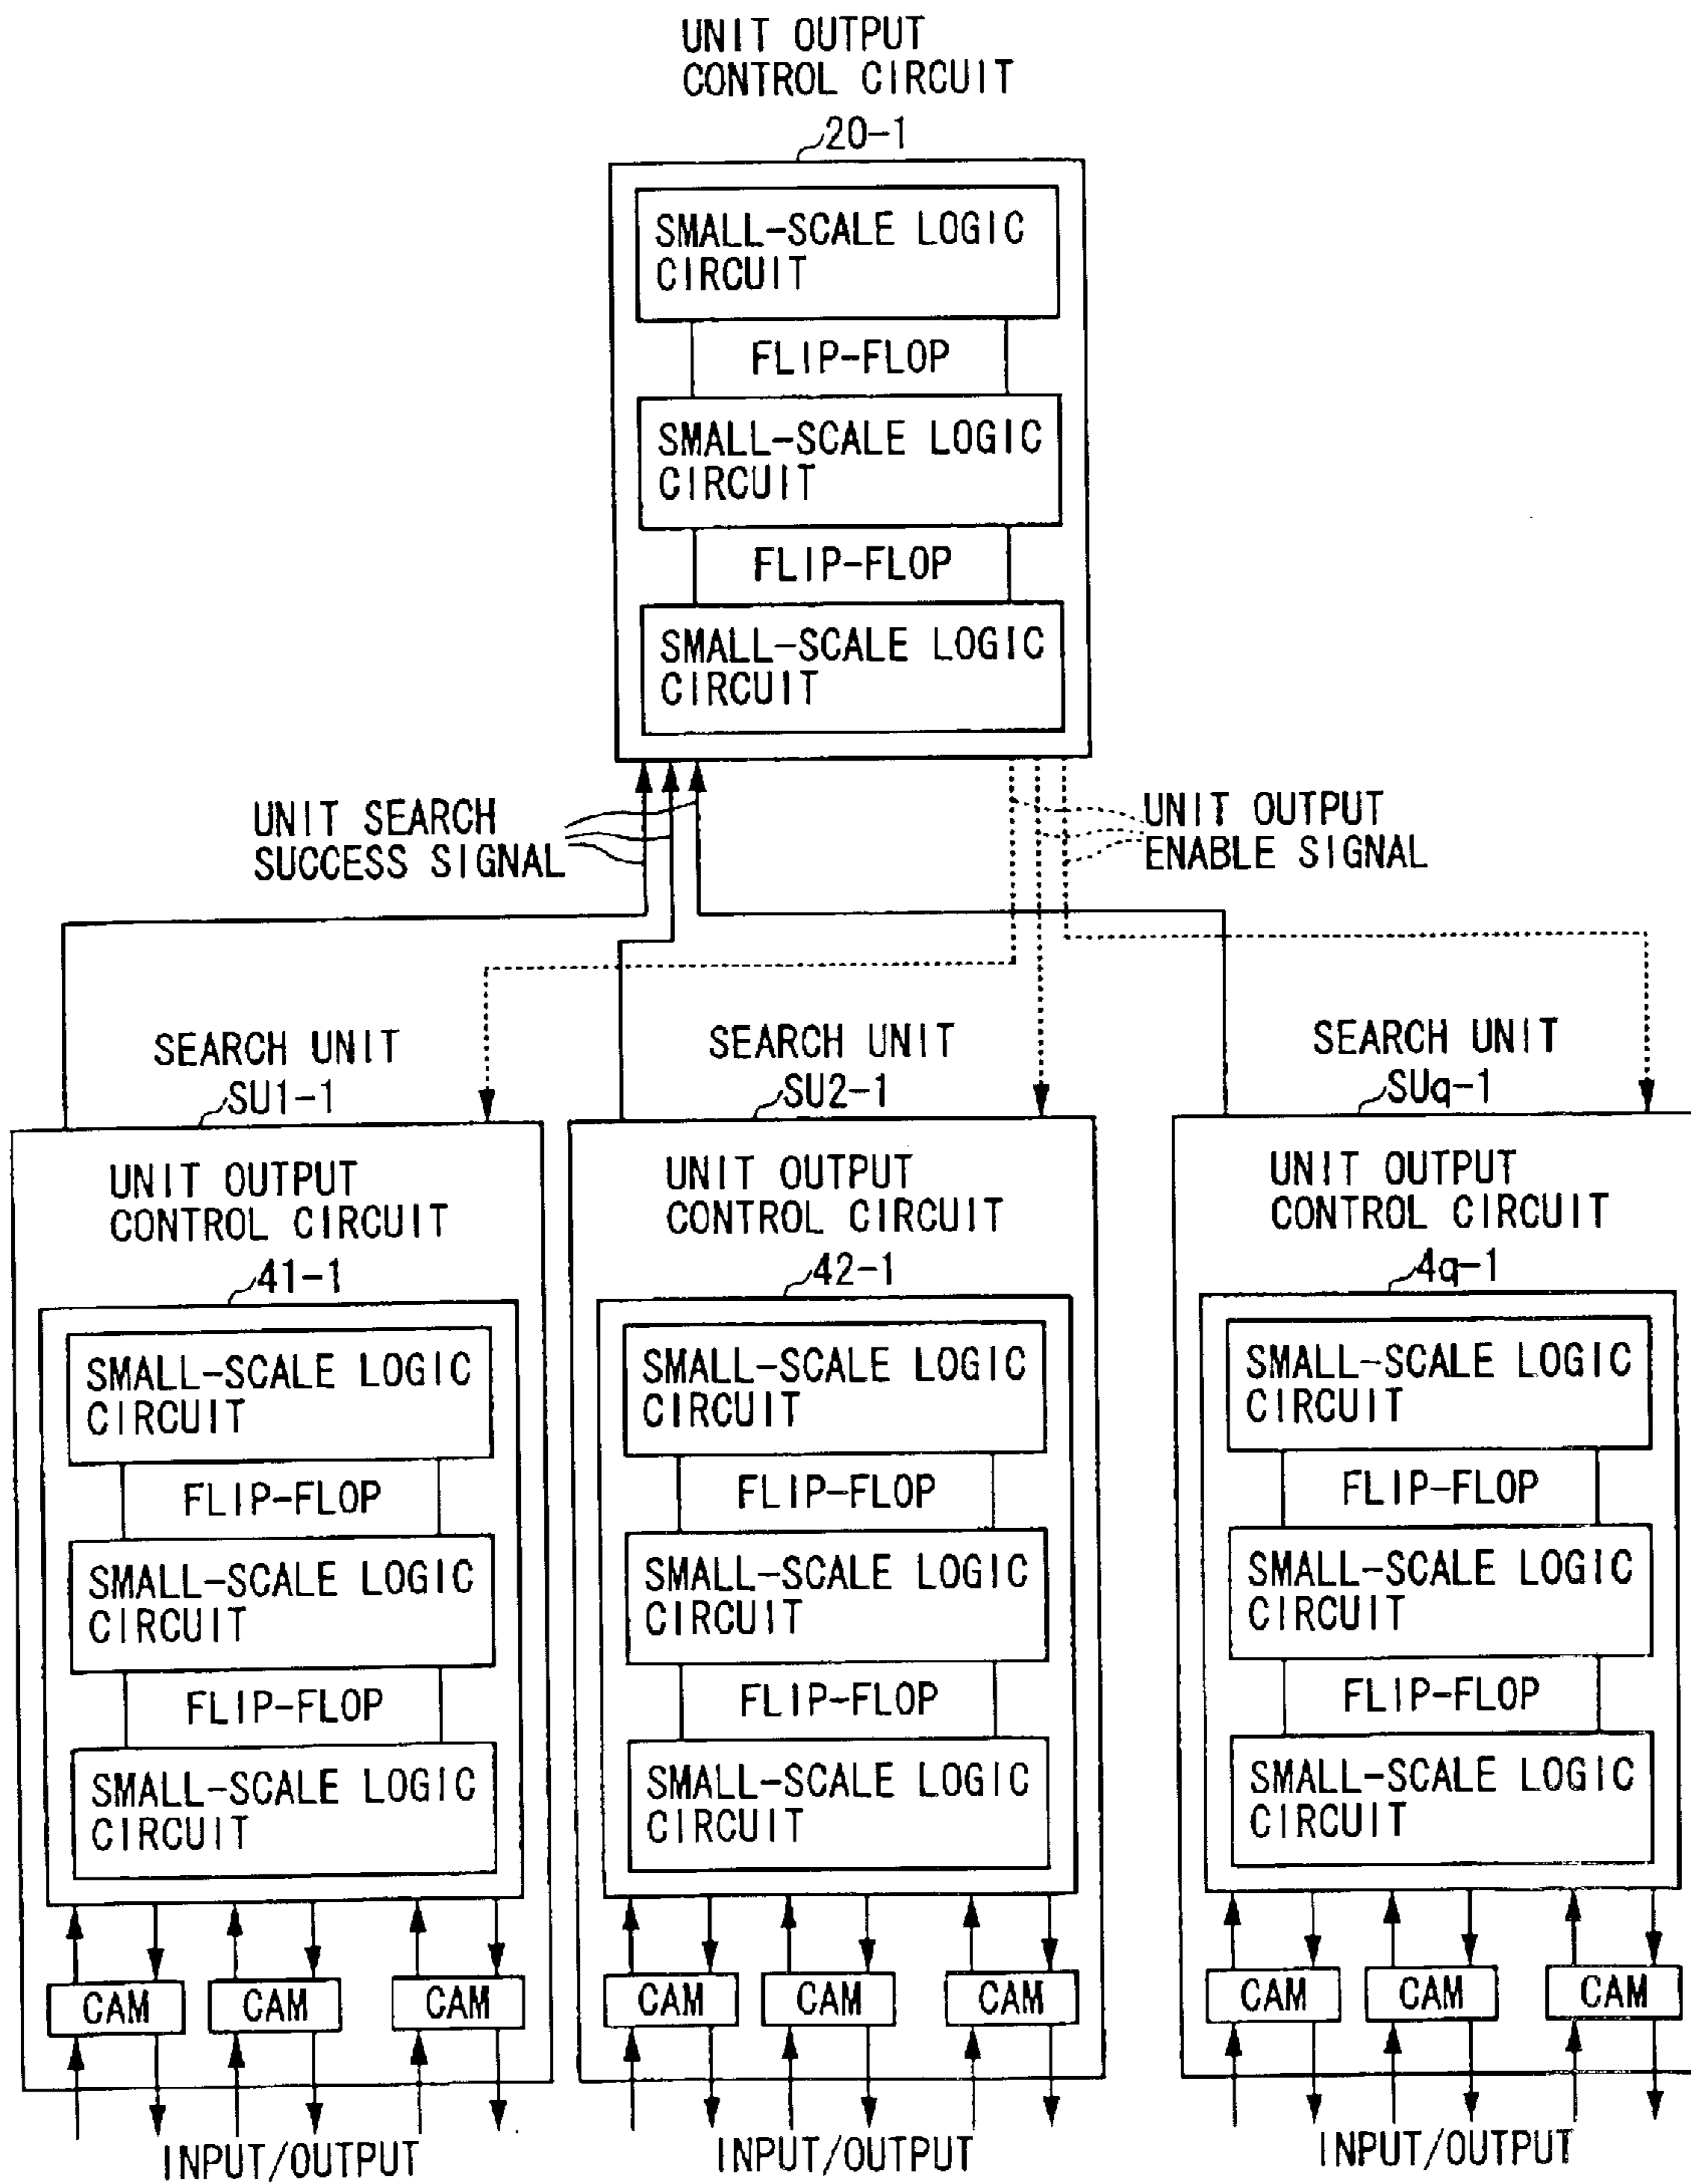 UNIT OUTPUT
CONTROL CIRCUIT
20-1
SMALL-SCALE LOGIC
CIRCUIT
FLIP-FLOP
SMALL-SCALE LOGIC
CIRCUIT
FLIP-FLOP
SMALL-SCALE LOGIC
CIRCUIT
UNIT SEARCH
SUCCESS SIGNAL
UNIT OUTPUT
ENABLE SIGNAL
SEARCH UNIT
SU1-1
UNIT OUTPUT
CONTROL CIRCUIT
41-1
SMALL-SCALE LOGIC
CIRCUIT
FLIP-FLOP
SMALL-SCALE LOGIC
CIRCUIT
FLIP-FLOP
SMALL-SCALE LOGIC
CIRCUIT
CAM CAM CAM
INPUT/OUTPUT
SEARCH UNIT
SU2-1
UNIT OUTPUT
CONTROL CIRCUIT
42-1
SMALL-SCALE LOGIC
CIRCUIT
FLIP-FLOP
SMALL-SCALE LOGIC
CIRCUIT
FLIP-FLOP
SMALL-SCALE LOGIC
CIRCUIT
CAM CAM CAM
INPUT/OUTPUT
SEARCH UNIT
SUq-1
UNIT OUTPUT
CONTROL CIRCUIT
4q-1
SMALL-SCALE LOGIC
CIRCUIT
FLIP-FLOP
SMALL-SCALE LOGIC
CIRCUIT
FLIP-FLOP
SMALL-SCALE LOGIC
CIRCUIT
CAM CAM CAM
INPUT/OUTPUT